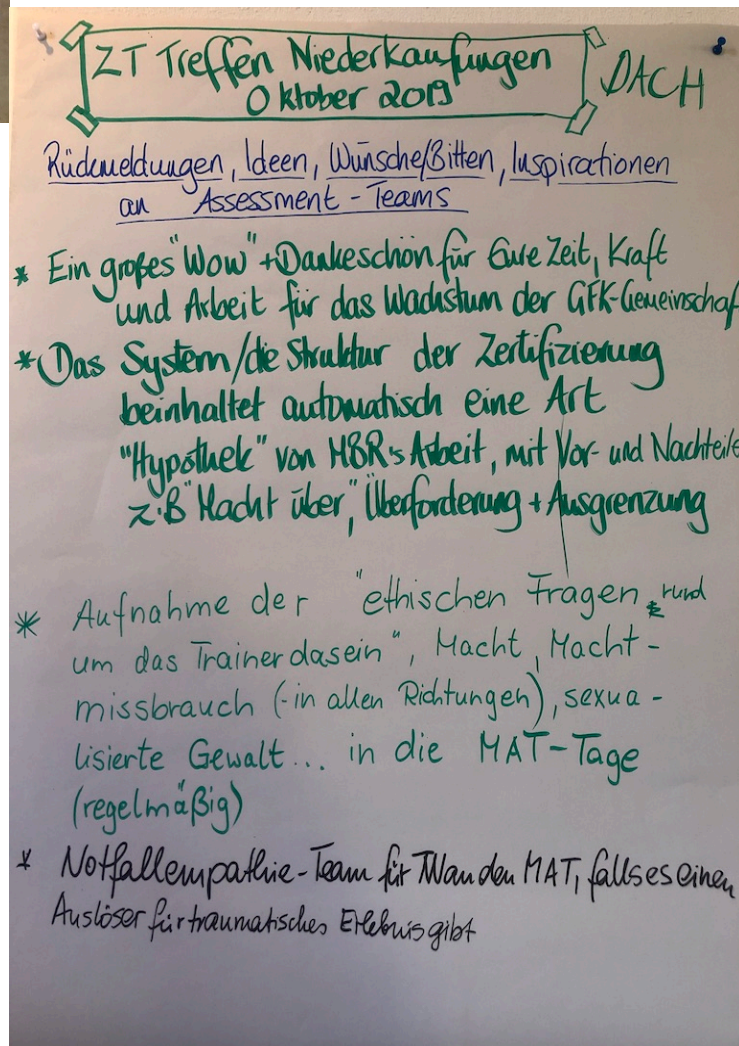 ZT Treffen Niederkaufungen
Oktober 2019
DACH
Rückmeldungen, Ideen, Wünsche/Bitten, Inspirationen
an Assessment-Teams
* Ein großes "Wow" + Dankeschön für Eure Zeit, Kraft
und Arbeit für das Wachstum der GFK-Gemeinschaf
* Das System/die Struktur der Zertifizierung
beinhaltet automatisch eine Art
"Hypothek" von MBR's Arbeit, mit Vor- und Nachteile
z.B "Macht über", Überforderung + Ausgrenzung
* Aufnahme der "ethischen Fragen rund
um das Trainerdasein", Macht, Macht-
missbrauch (-in allen Richtungen), sexua-
lisierte Gewalt... in die MAT-Tage
(regelmäßig)
* Notfallempathie-Team für TN an den MAT, falls es einen
Auslöser für traumatisches Erlebnis gibt